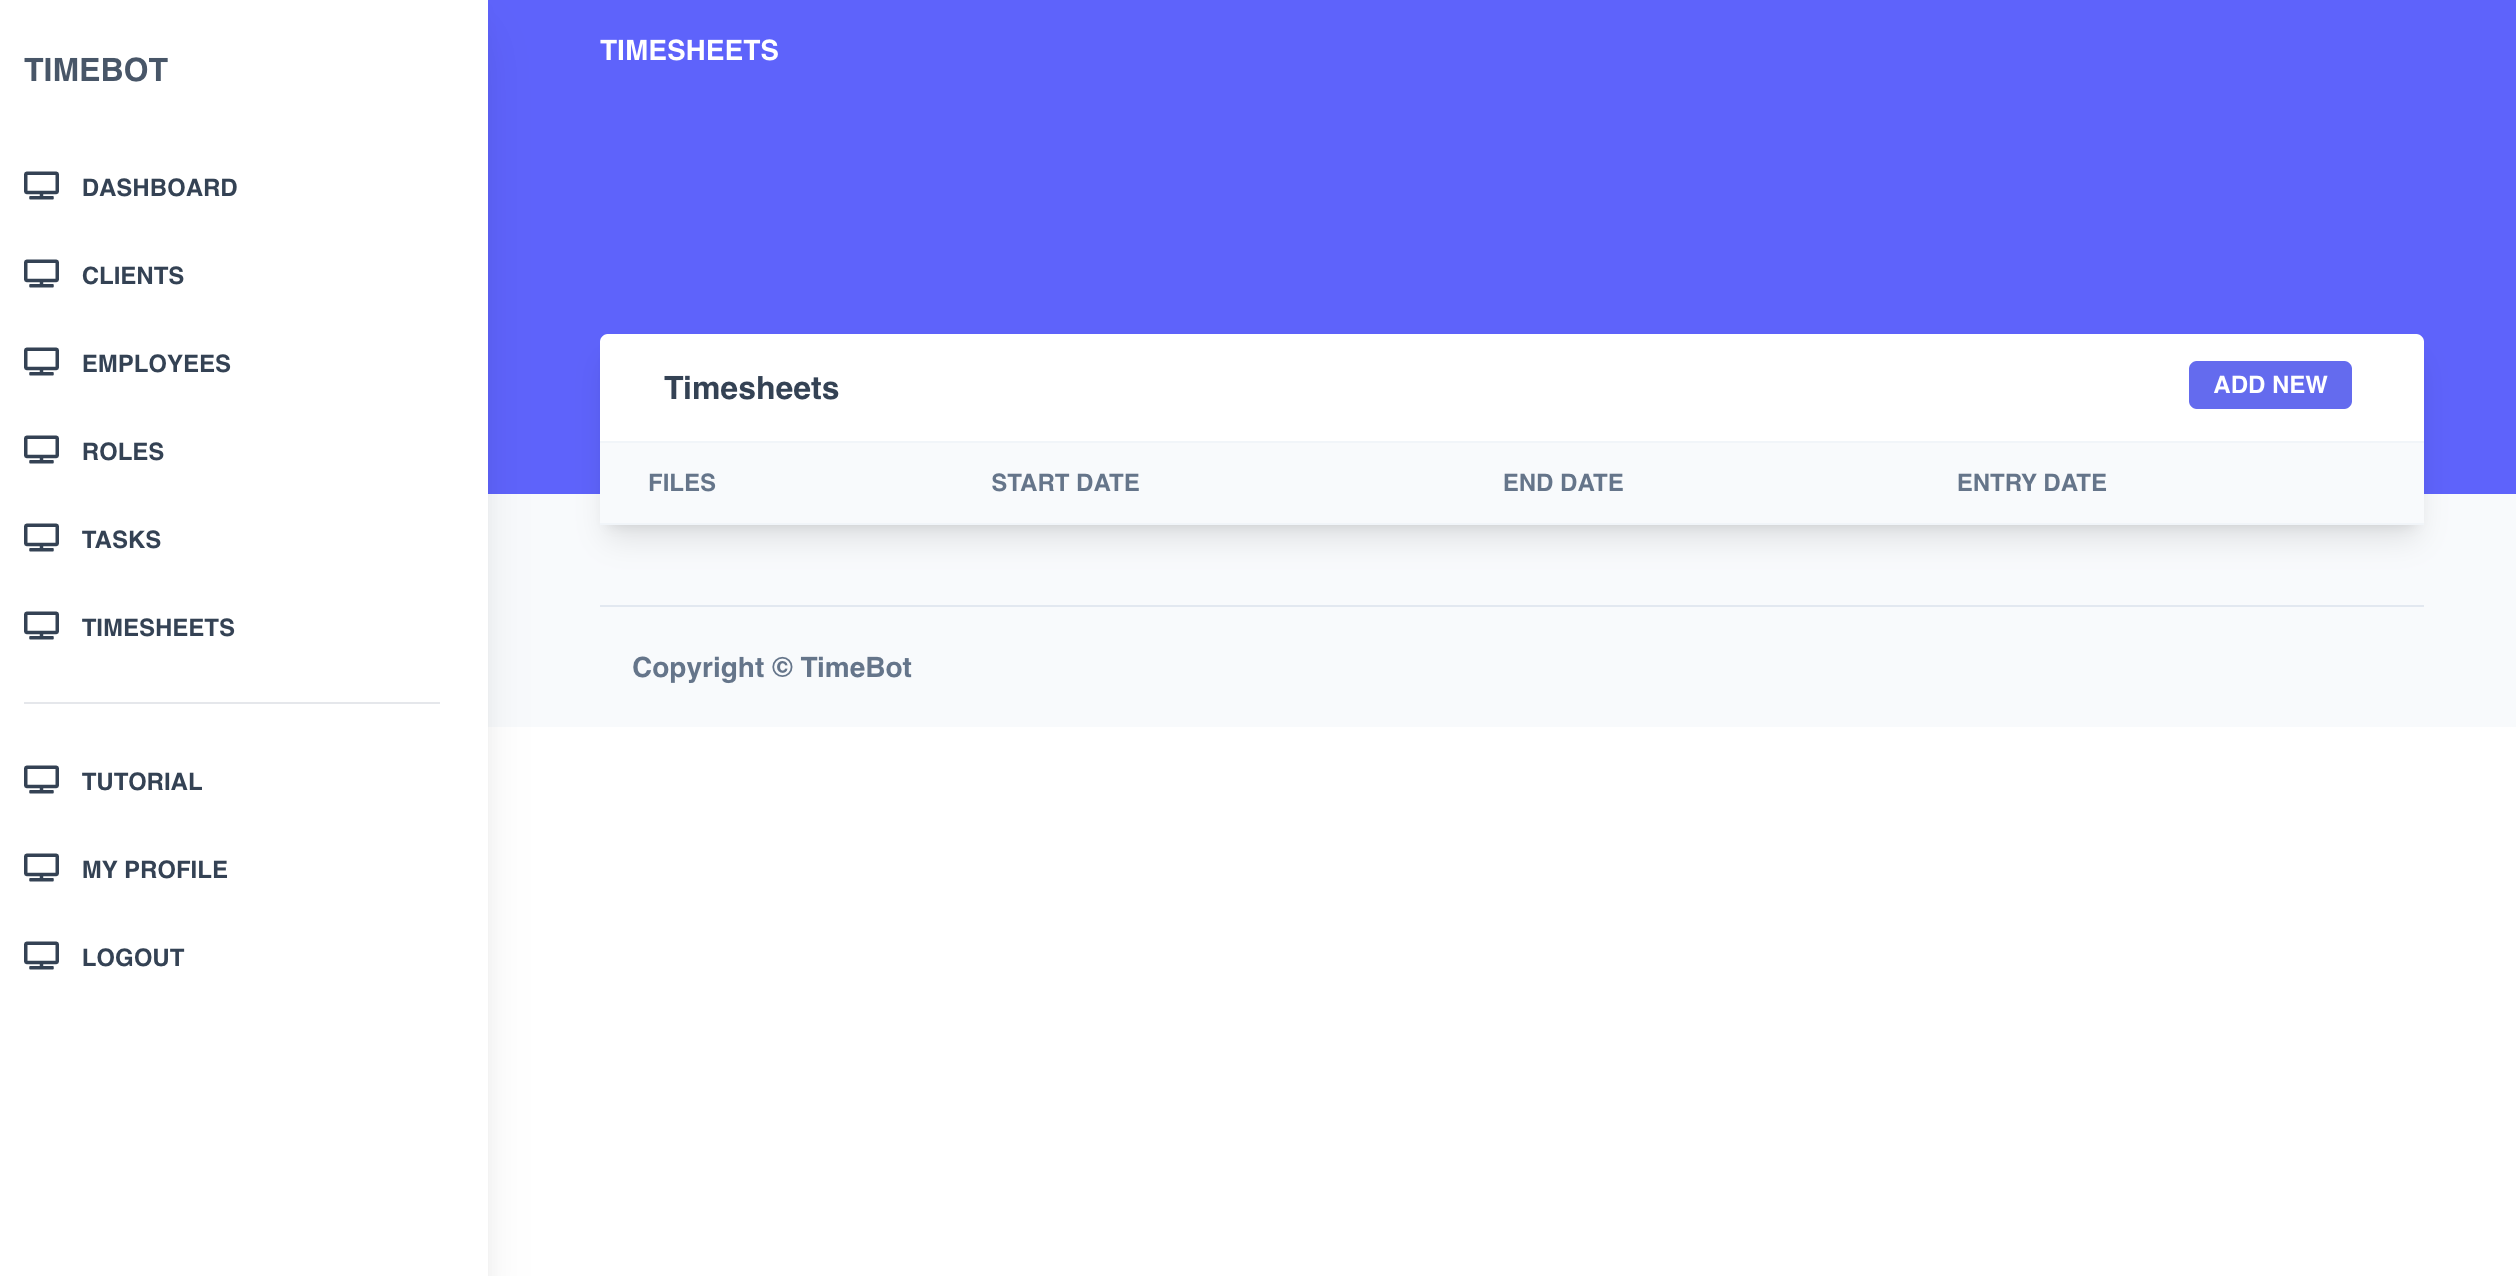 TIMEBOT
DASHBOARD
CLIENTS
EMPLOYEES
ROLES
TASKS
TIMESHEETS
TUTORIAL
MY PROFILE
LOGOUT
TIMESHEETS
Timesheets
ADD NEW
FILES START DATE END DATE ENTRY DATE
Copyright © TimeBot